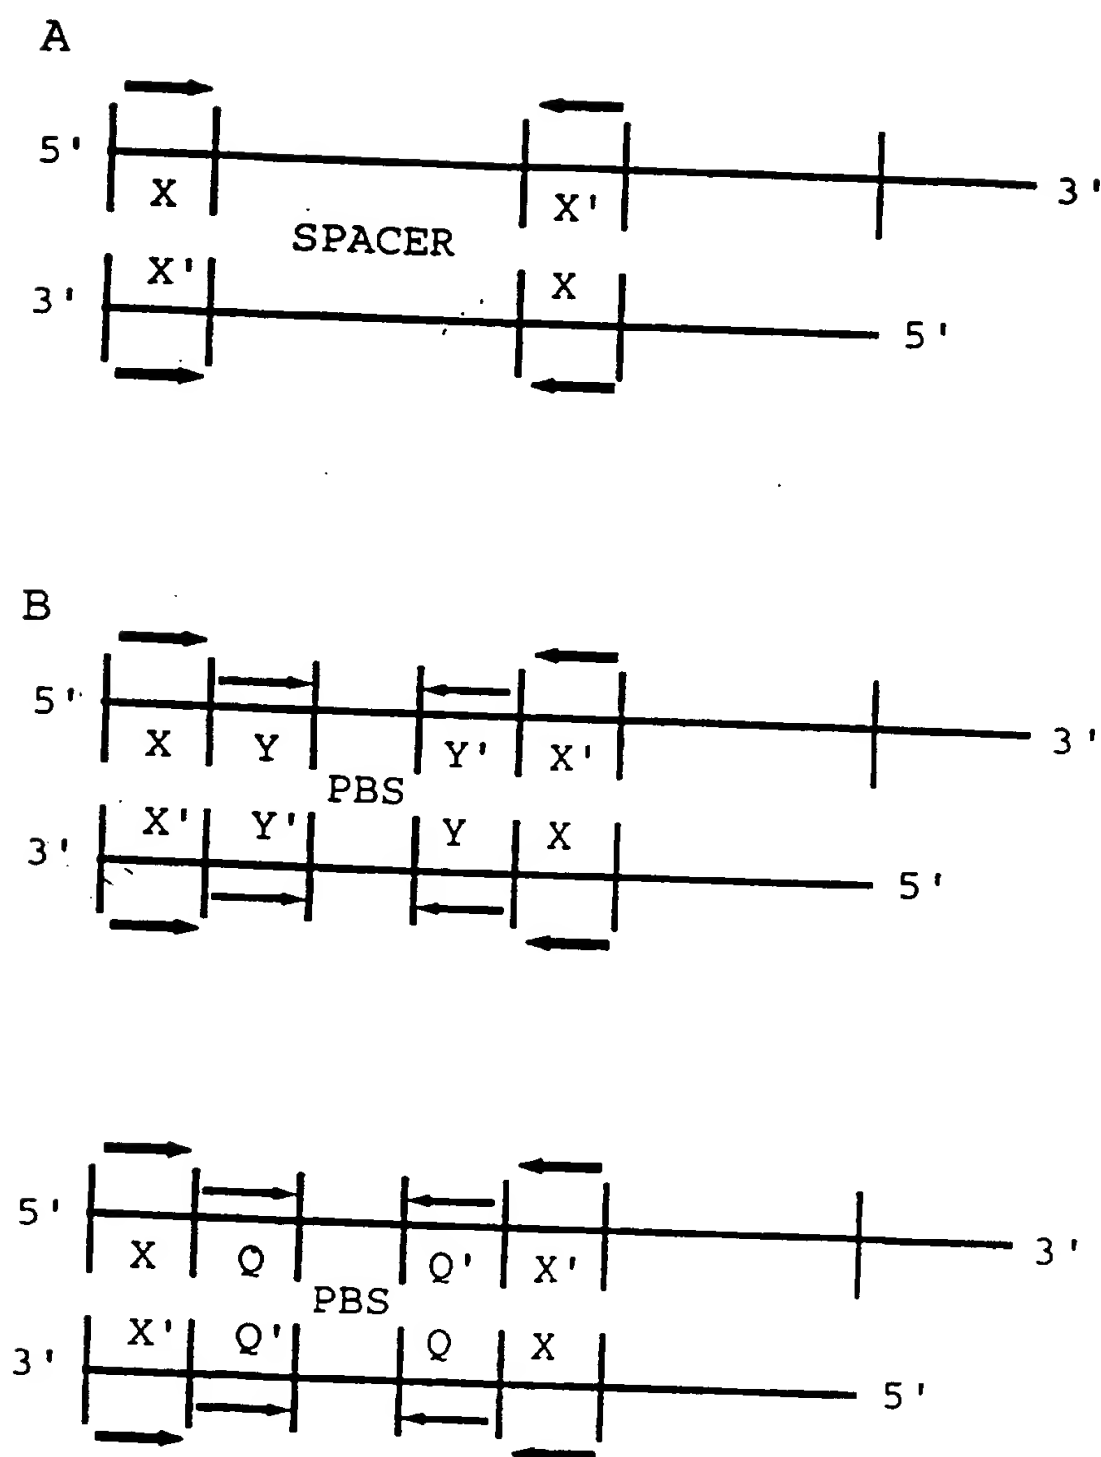 A
5' 3'
X X'
SPACER
X' X
3' 5'
B
5' 3'
X Y Y' X'
PBS
X' Y' Y X
3' 5'
5' 3'
X Q Q' X'
PBS
X' Q' Q X
3' 5'